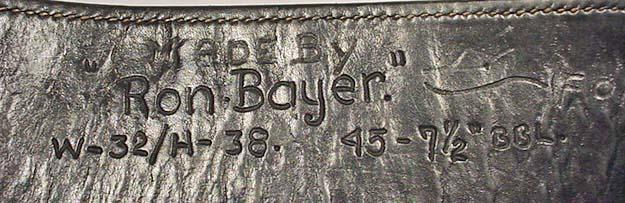 MADE BY
"Ron Bayer."
W-32/H-38. 45-7½" BBL.